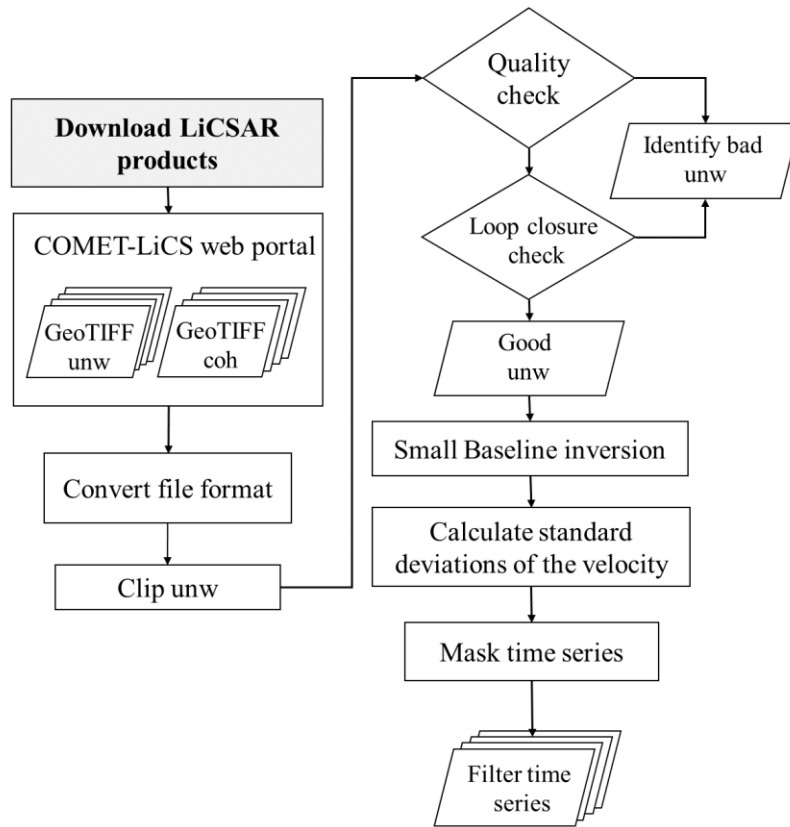 Download LiCSAR
products
COMET-LiCS web portal
GeoTIFF
unw
GeoTIFF
coh
Convert file format
Clip unw
Quality
check
Identify bad
unw
Loop closure
check
Good
unw
Small Baseline inversion
Calculate standard
deviations of the velocity
Mask time series
Filter time
series